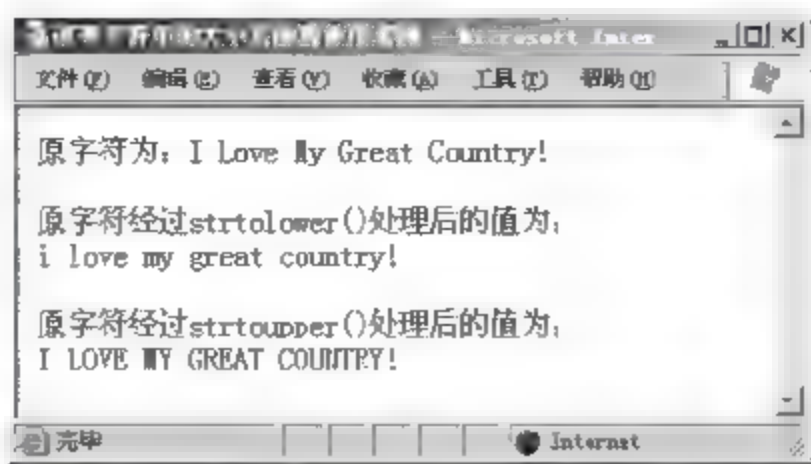 Microsoft Inter
文件(F) 编辑(E) 查看(V) 收藏(A) 工具(T) 帮助(H)
原字符为：I Love My Great Country!
原字符经过strtolower()处理后的值为：
i love my great country!
原字符经过strtoupper()处理后的值为：
I LOVE MY GREAT COUNTRY!
完毕 Internet